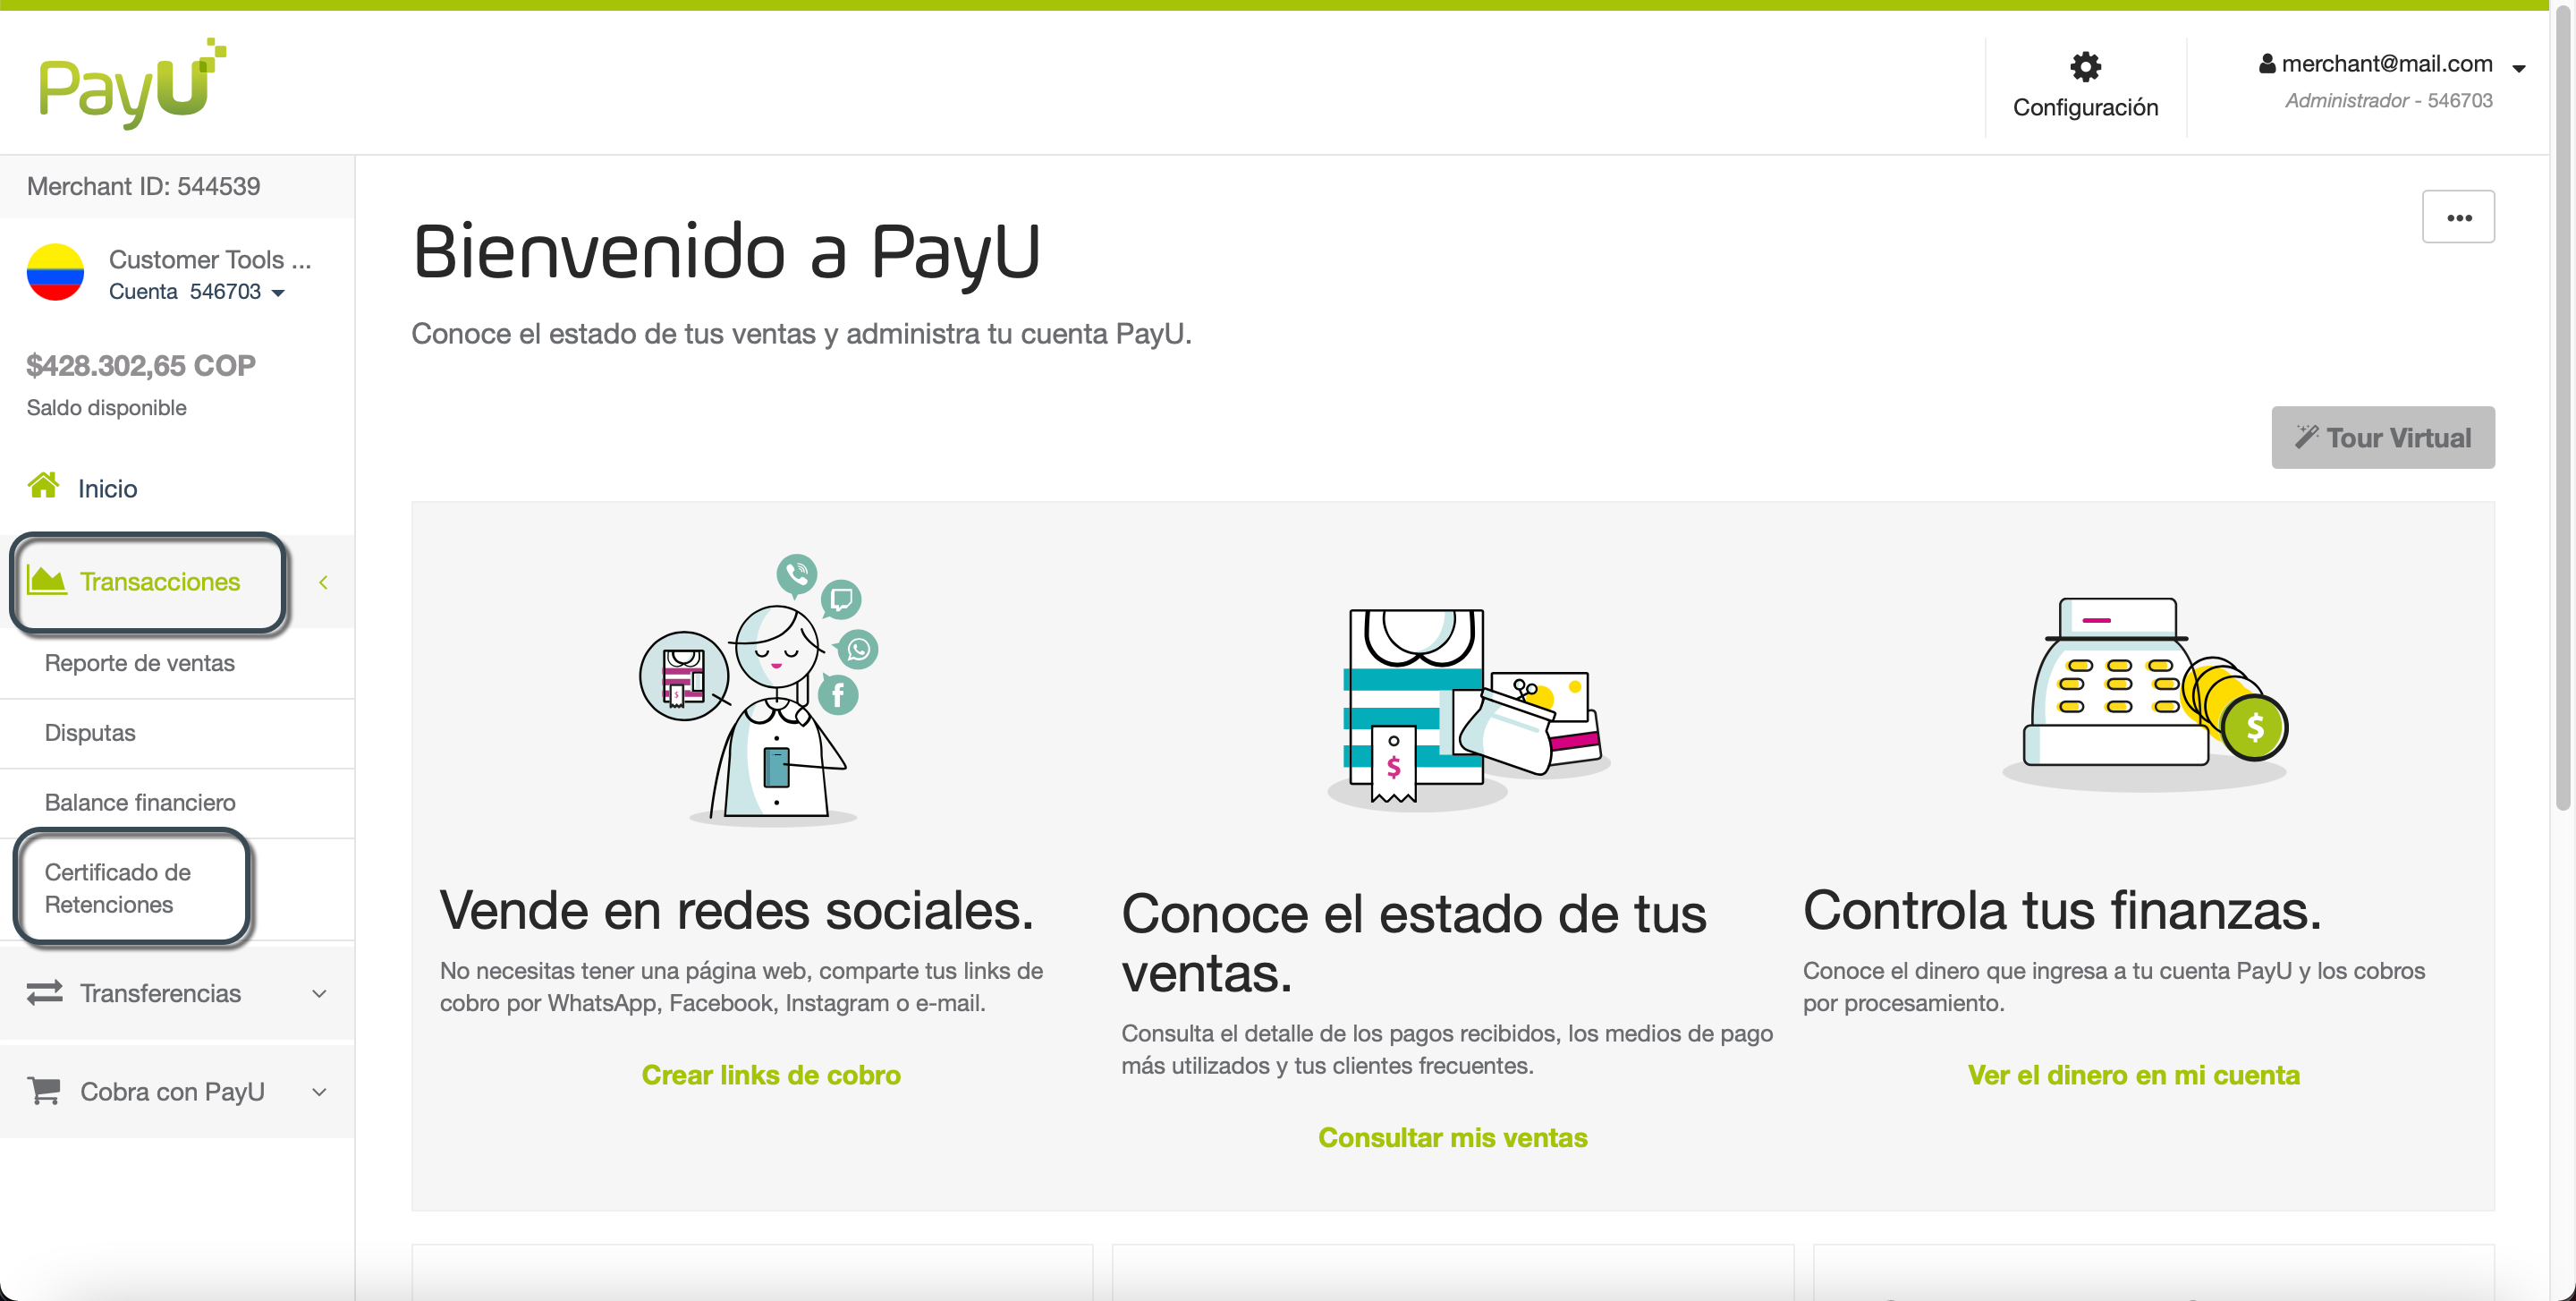 PayU
Configuración
merchant@mail.com
Administrador - 546703
Merchant ID: 544539
Customer Tools ...
Cuenta 546703
$428.302,65 COP
Saldo disponible
Inicio
Transacciones
Reporte de ventas
Disputas
Balance financiero
Certificado de
Retenciones
Transferencias
Cobra con PayU
Bienvenido a PayU
Conoce el estado de tus ventas y administra tu cuenta PayU.
Tour Virtual
Vende en redes sociales.
No necesitas tener una página web, comparte tus links de
cobro por WhatsApp, Facebook, Instagram o e-mail.
Crear links de cobro
Conoce el estado de tus
ventas.
Consulta el detalle de los pagos recibidos, los medios de pago
más utilizados y tus clientes frecuentes.
Consultar mis ventas
Controla tus finanzas.
Conoce el dinero que ingresa a tu cuenta PayU y los cobros
por procesamiento.
Ver el dinero en mi cuenta